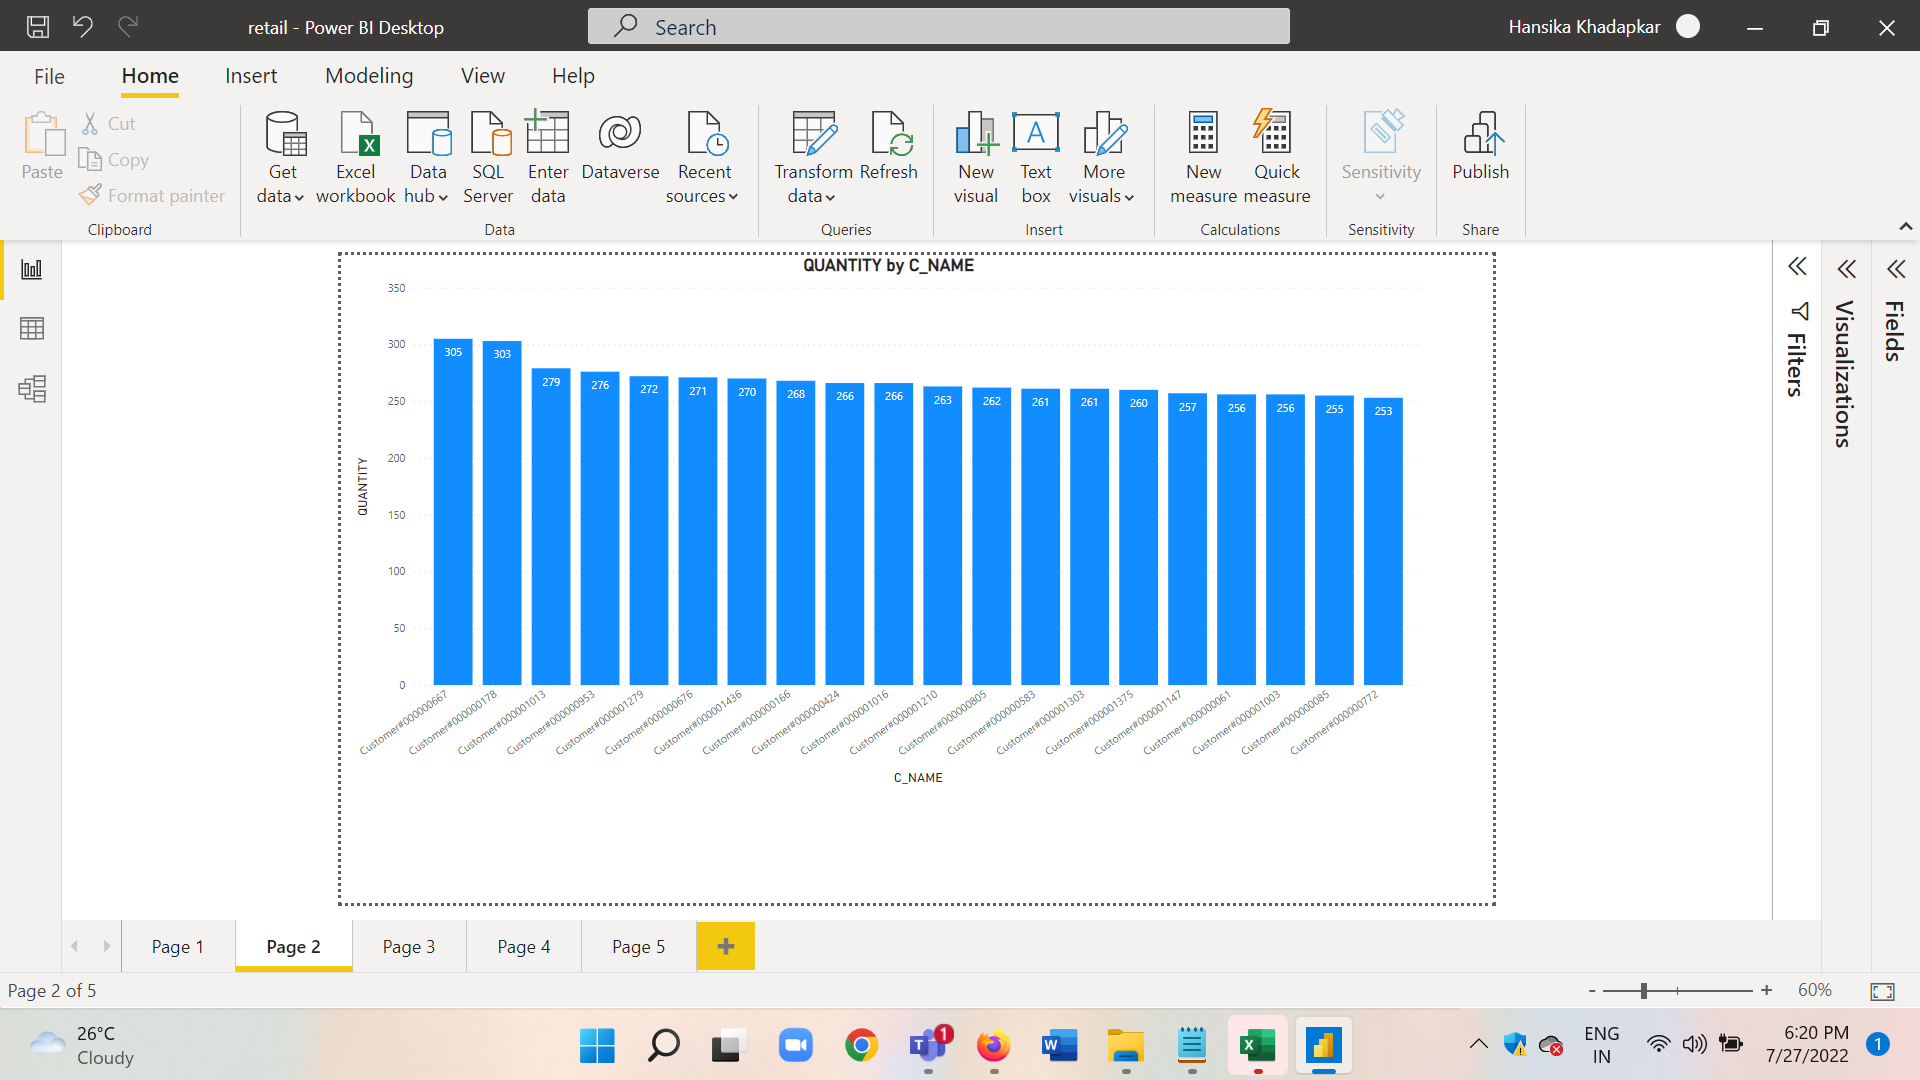 retail - Power BI Desktop
Search
Hansika Khadapkar
File
Home
Insert
Modeling
View
Help
Paste
Cut
Copy
Format painter
Clipboard
Get data
Excel workbook
Data hub
SQL Server
Enter data
Dataverse
Recent sources
Data
Transform data
Refresh
Queries
New visual
Text box
More visuals
Insert
New measure
Quick measure
Calculations
Sensitivity
Sensitivity
Publish
Share
QUANTITY by C_NAME
350
300
250
200
150
100
50
0
QUANTITY
305
303
279
276
272
271
270
268
266
266
263
262
261
261
260
257
256
256
255
253
Customer#000000667
Customer#000000178
Customer#000001013
Customer#000000953
Customer#000001279
Customer#000000676
Customer#000001436
Customer#000000166
Customer#000000424
Customer#000001016
Customer#000001210
Customer#000000805
Customer#000000583
Customer#000001303
Customer#000001375
Customer#000001147
Customer#000000061
Customer#000001003
Customer#000000085
Customer#000000772
C_NAME
Filters
Visualizations
Fields
Page 1
Page 2
Page 3
Page 4
Page 5
+
Page 2 of 5
- + 60%
26°C
Cloudy
1
ENG
IN
6:20 PM
7/27/2022
1